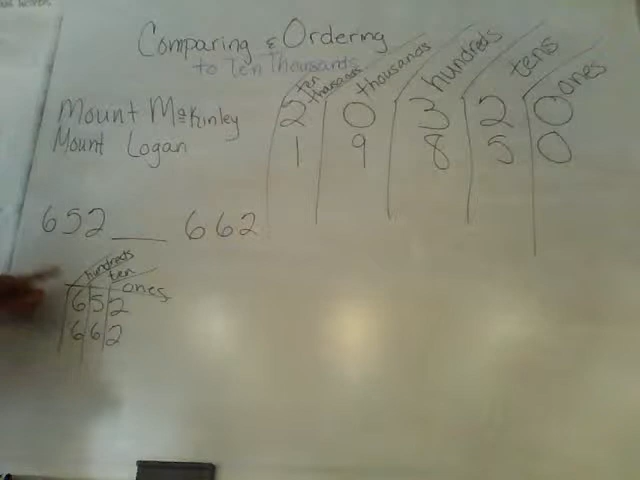 Comparing & Ordering
to Ten Thousands
ten thousands thousands hundreds tens ones
Mount McKinley 2 0 3 2 0
Mount Logan 1 9 8 5 0
652 ___ 662
hundreds ten ones
6 5 2
6 6 2